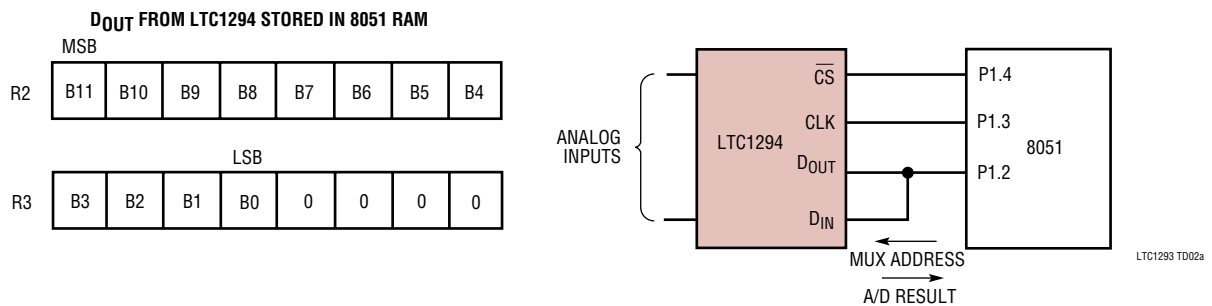 DOUT FROM LTC1294 STORED IN 8051 RAM
MSB
R2 B11 B10 B9 B8 B7 B6 B5 B4
LSB
R3 B3 B2 B1 B0 0 0 0 0
ANALOG
INPUTS
LTC1294
CS
CLK
DOUT
DIN
P1.4
P1.3
P1.2
8051
MUX ADDRESS
A/D RESULT
LTC1293 TD02a